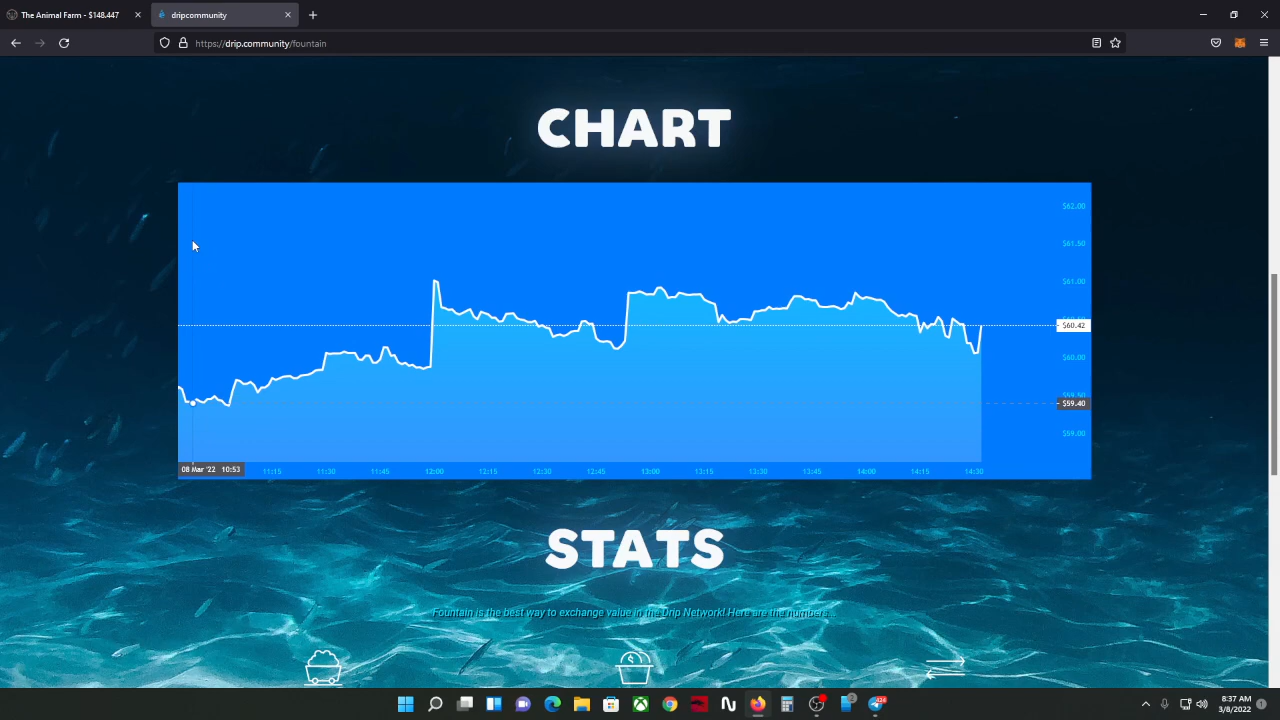 The Animal Farm - $148.447
dripcommunity
https://drip.community/fountain
CHART
$62.00
$61.50
$61.00
$60.42
$60.00
$59.40
$59.00
08 Mar '22 10:53
11:15 11:30 11:45 12:00 12:15 12:30 12:45 13:00 13:15 13:30 13:45 14:00 14:15 14:30
STATS
Fountain is the best way to exchange value in the Drip Network! Here are the numbers...
8:37 AM
3/8/2022